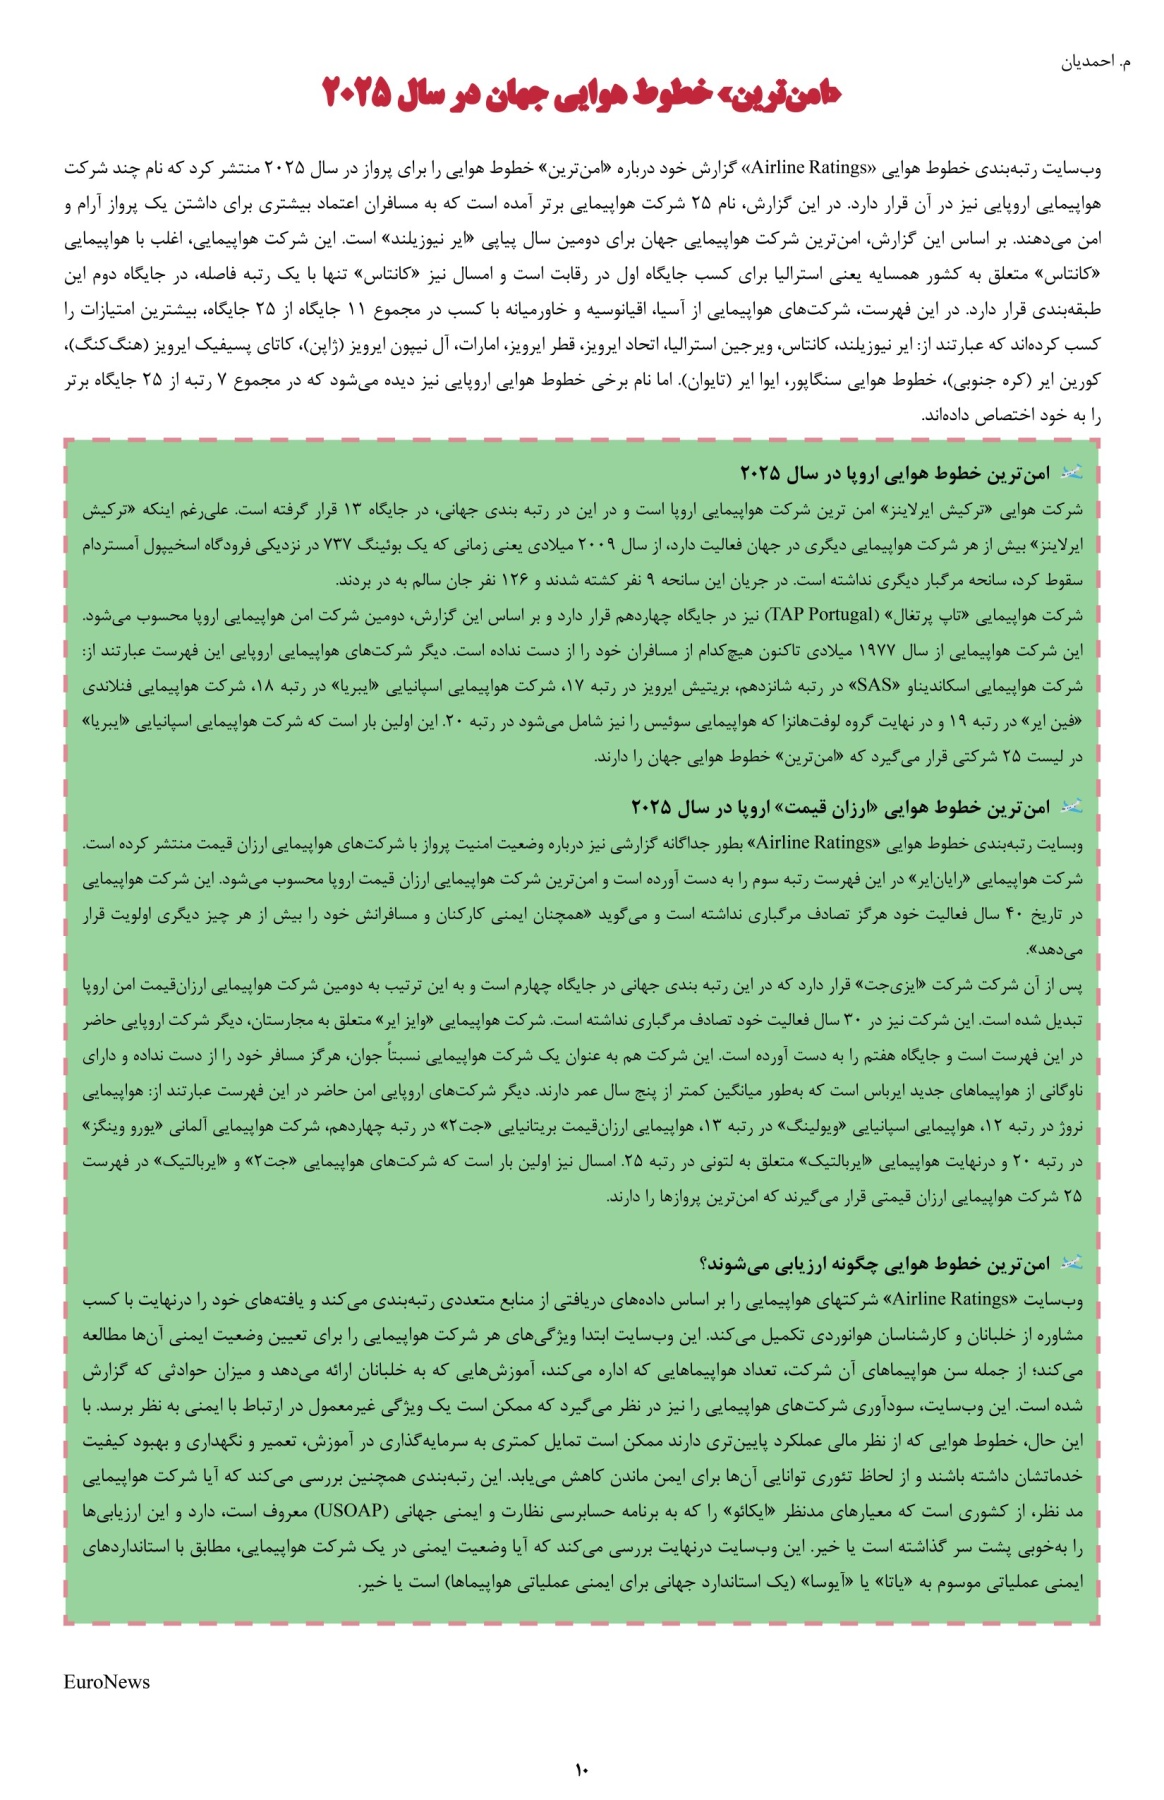 م. احمدیان
«امن‌ترین» خطوط هوایی جهان در سال ۲۰۲۵
وب‌سایت رتبه‌بندی خطوط هوایی «Airline Ratings» گزارش خود درباره «امن‌ترین» خطوط هوایی را برای پرواز در سال ۲۰۲۵ منتشر کرد که نام چند شرکت
هواپیمایی اروپایی نیز در آن قرار دارد. در این گزارش، نام ۲۵ شرکت هواپیمایی برتر آمده است که به مسافران اعتماد بیشتری برای داشتن یک پرواز آرام و
امن می‌دهند. بر اساس این گزارش، امن‌ترین شرکت هواپیمایی جهان برای دومین سال پیاپی «ایر نیوزیلند» است. این شرکت هواپیمایی، اغلب با هواپیمایی
«کانتاس» متعلق به کشور همسایه یعنی استرالیا برای کسب جایگاه اول در رقابت است و امسال نیز «کانتاس» تنها با یک رتبه فاصله، در جایگاه دوم این
طبقه‌بندی قرار دارد. در این فهرست، شرکت‌های هواپیمایی از آسیا، اقیانوسیه و خاورمیانه با کسب در مجموع ۱۱ جایگاه از ۲۵ جایگاه، بیشترین امتیازات را
کسب کرده‌اند که عبارتند از: ایر نیوزیلند، کانتاس، ویرجین استرالیا، اتحاد ایرویز، قطر ایرویز، امارات، آل نیپون ایرویز (ژاپن)، کاتای پسیفیک ایرویز (هنگ‌کنگ)،
کورین ایر (کره جنوبی)، خطوط هوایی سنگاپور، ایوا ایر (تایوان). اما نام برخی خطوط هوایی اروپایی نیز دیده می‌شود که در مجموع ۷ رتبه از ۲۵ جایگاه برتر
را به خود اختصاص داده‌اند.
امن‌ترین خطوط هوایی اروپا در سال ۲۰۲۵
شرکت هوایی «ترکیش ایرلاینز» امن ترین شرکت هواپیمایی اروپا است و در این در رتبه بندی جهانی، در جایگاه ۱۳ قرار گرفته است. علی‌رغم اینکه «ترکیش
ایرلاینز» بیش از هر شرکت هواپیمایی دیگری در جهان فعالیت دارد، از سال ۲۰۰۹ میلادی یعنی زمانی که یک بوئینگ ۷۳۷ در نزدیکی فرودگاه اسخیپول آمستردام
سقوط کرد، سانحه مرگبار دیگری نداشته است. در جریان این سانحه ۹ نفر کشته شدند و ۱۲۶ نفر جان سالم به در بردند.
شرکت هواپیمایی «تاپ پرتغال» (TAP Portugal) نیز در جایگاه چهاردهم قرار دارد و بر اساس این گزارش، دومین شرکت امن هواپیمایی اروپا محسوب می‌شود.
این شرکت هواپیمایی از سال ۱۹۷۷ میلادی تاکنون هیچ‌کدام از مسافران خود را از دست نداده است. دیگر شرکت‌های هواپیمایی اروپایی این فهرست عبارتند از:
شرکت هواپیمایی اسکاندیناو «SAS» در رتبه شانزدهم، بریتیش ایرویز در رتبه ۱۷، شرکت هواپیمایی اسپانیایی «ایبریا» در رتبه ۱۸، شرکت هواپیمایی فنلاندی
«فین ایر» در رتبه ۱۹ و در نهایت گروه لوفت‌هانزا که هواپیمایی سوئیس را نیز شامل می‌شود در رتبه ۲۰. این اولین بار است که شرکت هواپیمایی اسپانیایی «ایبریا»
در لیست ۲۵ شرکتی قرار می‌گیرد که «امن‌ترین» خطوط هوایی جهان را دارند.
امن‌ترین خطوط هوایی «ارزان قیمت» اروپا در سال ۲۰۲۵
وبسایت رتبه‌بندی خطوط هوایی «Airline Ratings» بطور جداگانه گزارشی نیز درباره وضعیت امنیت پرواز با شرکت‌های هواپیمایی ارزان قیمت منتشر کرده است.
شرکت هواپیمایی «رایان‌ایر» در این فهرست رتبه سوم را به دست آورده است و امن‌ترین شرکت هواپیمایی ارزان قیمت اروپا محسوب می‌شود. این شرکت هواپیمایی
در تاریخ ۴۰ سال فعالیت خود هرگز تصادف مرگباری نداشته است و می‌گوید «همچنان ایمنی کارکنان و مسافرانش خود را بیش از هر چیز دیگری اولویت قرار
می‌دهد».
پس از آن شرکت شرکت «ایزی‌جت» قرار دارد که در این رتبه بندی جهانی در جایگاه چهارم است و به این ترتیب به دومین شرکت هواپیمایی ارزان‌قیمت امن اروپا
تبدیل شده است. این شرکت نیز در ۳۰ سال فعالیت خود تصادف مرگباری نداشته است. شرکت هواپیمایی «وایز ایر» متعلق به مجارستان، دیگر شرکت اروپایی حاضر
در این فهرست است و جایگاه هفتم را به دست آورده است. این شرکت هم به عنوان یک شرکت هواپیمایی نسبتاً جوان، هرگز مسافر خود را از دست نداده و دارای
ناوگانی از هواپیماهای جدید ایرباس است که به‌طور میانگین کمتر از پنج سال عمر دارند. دیگر شرکت‌های اروپایی امن حاضر در این فهرست عبارتند از: هواپیمایی
نروژ در رتبه ۱۲، هواپیمایی اسپانیایی «ویولینگ» در رتبه ۱۳، هواپیمایی ارزان‌قیمت بریتانیایی «جت۲» در رتبه چهاردهم، شرکت هواپیمایی آلمانی «یورو وینگز»
در رتبه ۲۰ و درنهایت هواپیمایی «ایربالتیک» متعلق به لتونی در رتبه ۲۵. امسال نیز اولین بار است که شرکت‌های هواپیمایی «جت۲» و «ایربالتیک» در فهرست
۲۵ شرکت هواپیمایی ارزان قیمتی قرار می‌گیرند که امن‌ترین پروازها را دارند.
امن‌ترین خطوط هوایی چگونه ارزیابی می‌شوند؟
وب‌سایت «Airline Ratings» شرکتهای هواپیمایی را بر اساس داده‌های دریافتی از منابع متعددی رتبه‌بندی می‌کند و یافته‌های خود را درنهایت با کسب
مشاوره از خلبانان و کارشناسان هوانوردی تکمیل می‌کند. این وب‌سایت ابتدا ویژگی‌های هر شرکت هواپیمایی را برای تعیین وضعیت ایمنی آن‌ها مطالعه
می‌کند؛ از جمله سن هواپیماهای آن شرکت، تعداد هواپیماهایی که اداره می‌کند، آموزش‌هایی که به خلبانان ارائه می‌دهد و میزان حوادثی که گزارش
شده است. این وب‌سایت، سودآوری شرکت‌های هواپیمایی را نیز در نظر می‌گیرد که ممکن است یک ویژگی غیرمعمول در ارتباط با ایمنی به نظر برسد. با
این حال، خطوط هوایی که از نظر مالی عملکرد پایین‌تری دارند ممکن است تمایل کمتری به سرمایه‌گذاری در آموزش، تعمیر و نگهداری و بهبود کیفیت
خدماتشان داشته باشند و از لحاظ تئوری توانایی آن‌ها برای ایمن ماندن کاهش می‌یابد. این رتبه‌بندی همچنین بررسی می‌کند که آیا شرکت هواپیمایی
مد نظر، از کشوری است که معیارهای مدنظر «ایکائو» را که به برنامه حسابرسی نظارت و ایمنی جهانی (USOAP) معروف است، دارد و این ارزیابی‌ها
را به‌خوبی پشت سر گذاشته است یا خیر. این وب‌سایت درنهایت بررسی می‌کند که آیا وضعیت ایمنی در یک شرکت هواپیمایی، مطابق با استانداردهای
ایمنی عملیاتی موسوم به «یاتا» یا «آیوسا» (یک استاندارد جهانی برای ایمنی عملیاتی هواپیماها) است یا خیر.
EuroNews
۱۰